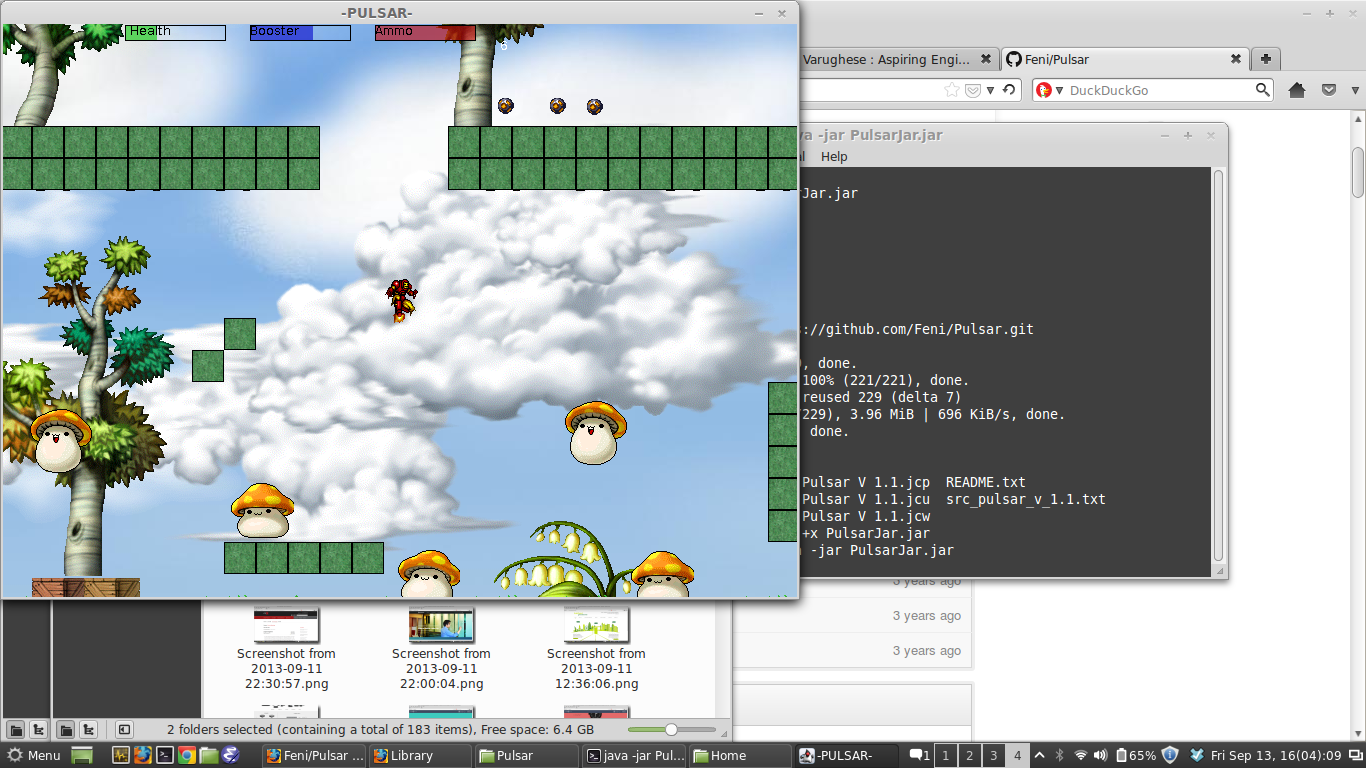 -PULSAR-
Health
Booster
Ammo
6
Varughese : Aspiring Engi...
Feni/Pulsar
DuckDuckGo
-jar PulsarJar.jar
Help
Jar.jar
://github.com/Feni/Pulsar.git
, done.
100% (221/221), done.
reused 229 (delta 7)
229), 3.96 MiB | 696 KiB/s, done.
done.
Pulsar V 1.1.jcp README.txt
Pulsar V 1.1.jcu src_pulsar_v_1.1.txt
Pulsar V 1.1.jcw
+x PulsarJar.jar
-jar PulsarJar.jar
3 years ago
3 years ago
3 years ago
Screenshot from
2013-09-11
22:30:57.png
Screenshot from
2013-09-11
22:00:04.png
Screenshot from
2013-09-11
12:36:06.png
2 folders selected (containing a total of 183 items), Free space: 6.4 GB
Menu
Feni/Pulsar ...
Library
Pulsar
java -jar Pul...
Home
-PULSAR-
1
1
2
3
4
65%
Fri Sep 13, 16(04):09